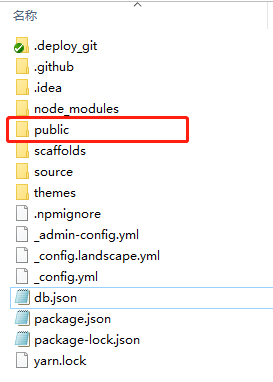 名称
.deploy_git
.github
.idea
node_modules
public
scaffolds
source
themes
.npmignore
_admin-config.yml
_config.landscape.yml
_config.yml
db.json
package.json
package-lock.json
yarn.lock